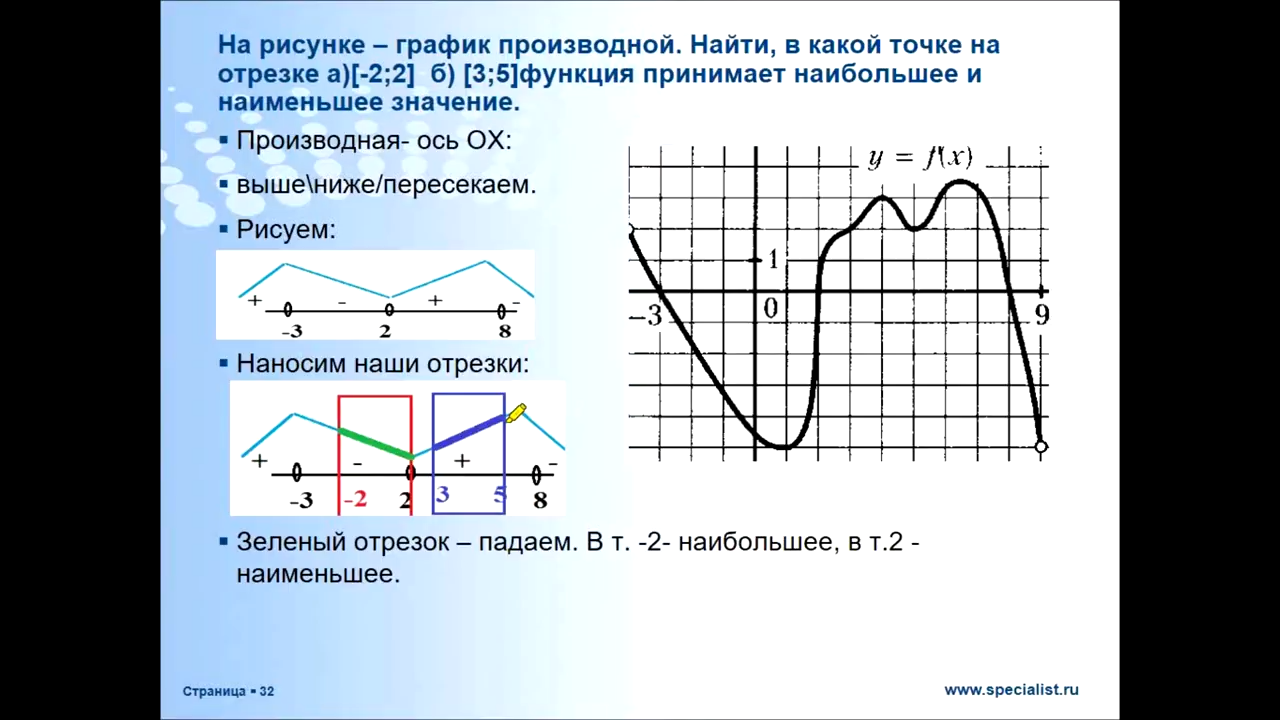 На рисунке – график производной. Найти, в какой точке на
отрезке а)[-2;2]  б) [3;5]функция принимает наибольшее и
наименьшее значение.
Производная- ось ОХ:
выше\ниже/пересекаем.
Рисуем:
+ - + -
-3 2 8
Наносим наши отрезки:
+ - + -
-3 -2 2 3 5 8
y = f(x)
1
-3 0 9
Зеленый отрезок – падаем. В т. -2- наибольшее, в т.2 -
наименьшее.
Страница ▪ 32
www.specialist.ru